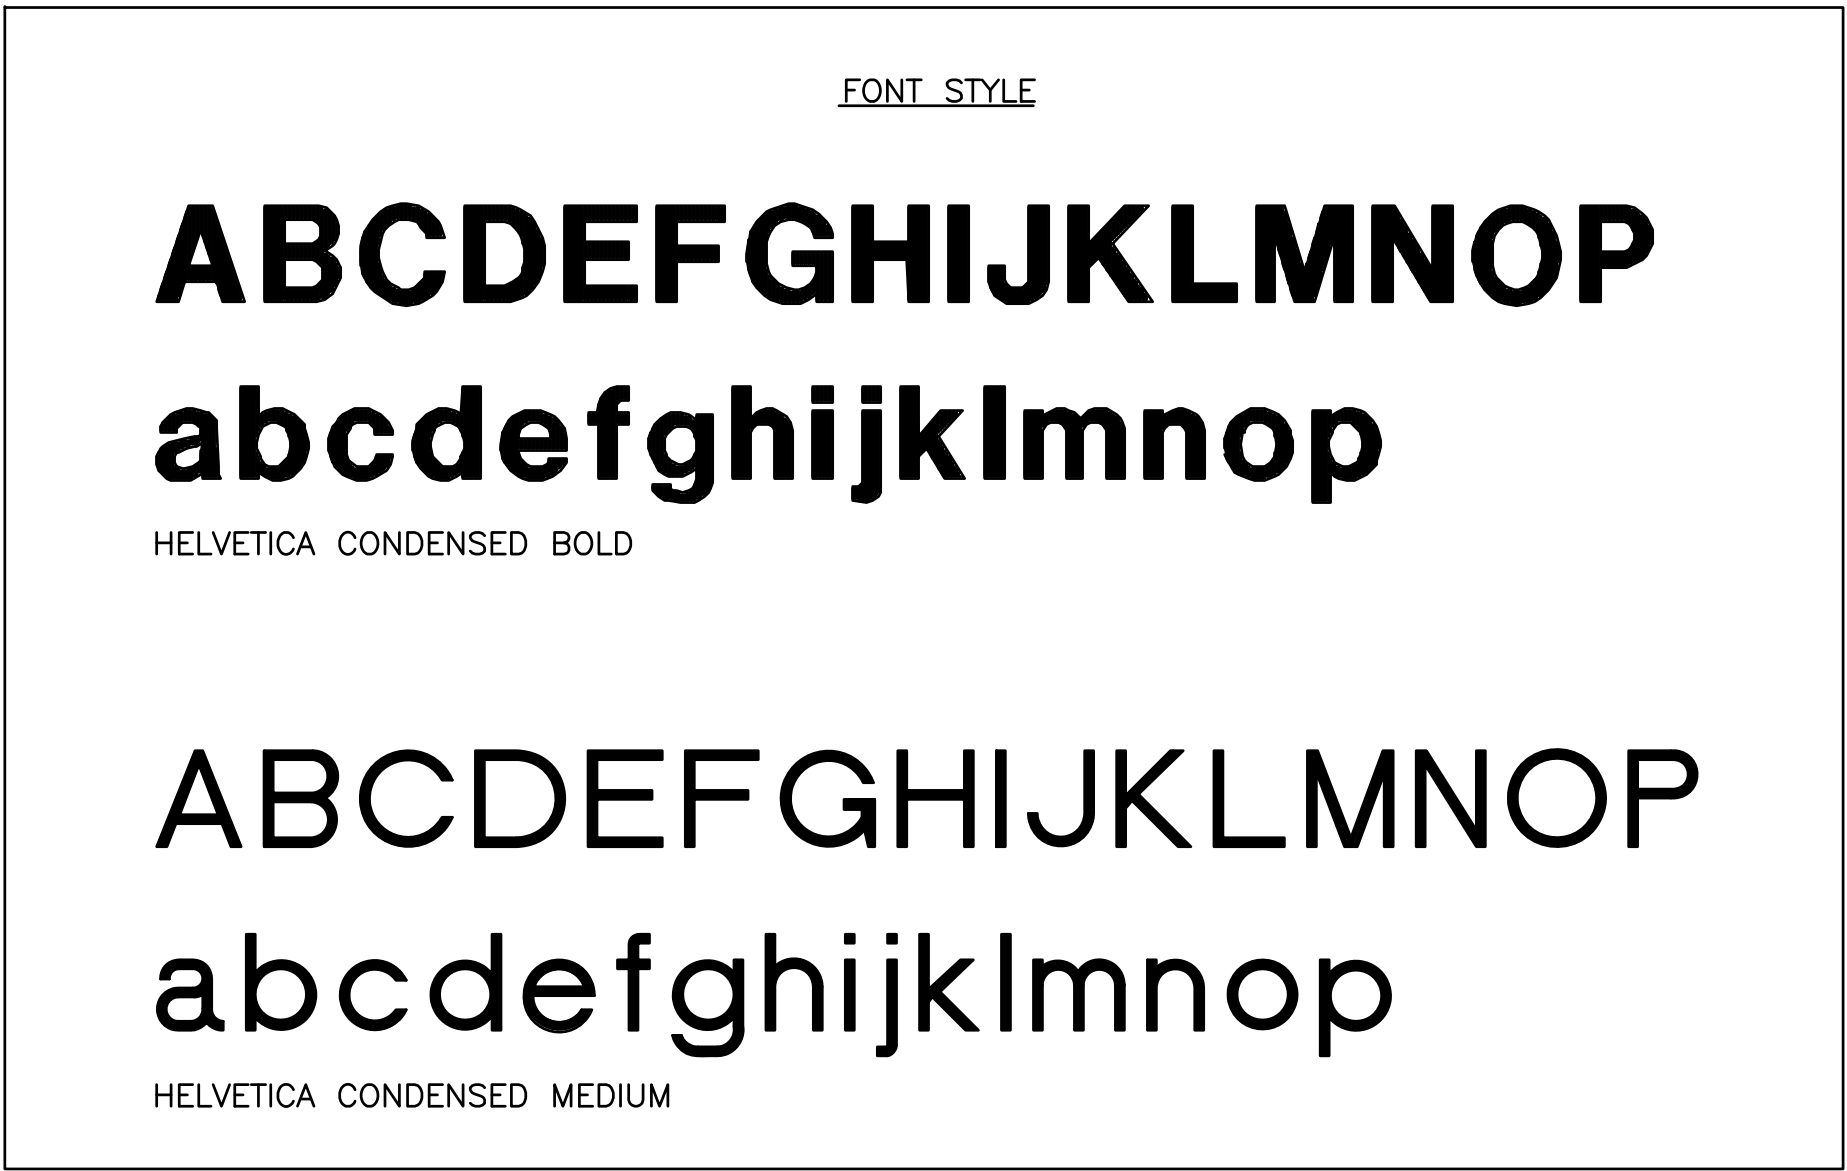 FONT STYLE
ABCDEFGHIJKLMNOP
abcdefghijklmnop
HELVETICA CONDENSED BOLD
ABCDEFGHIJKLMNOP
abcdefghijklmnop
HELVETICA CONDENSED MEDIUM